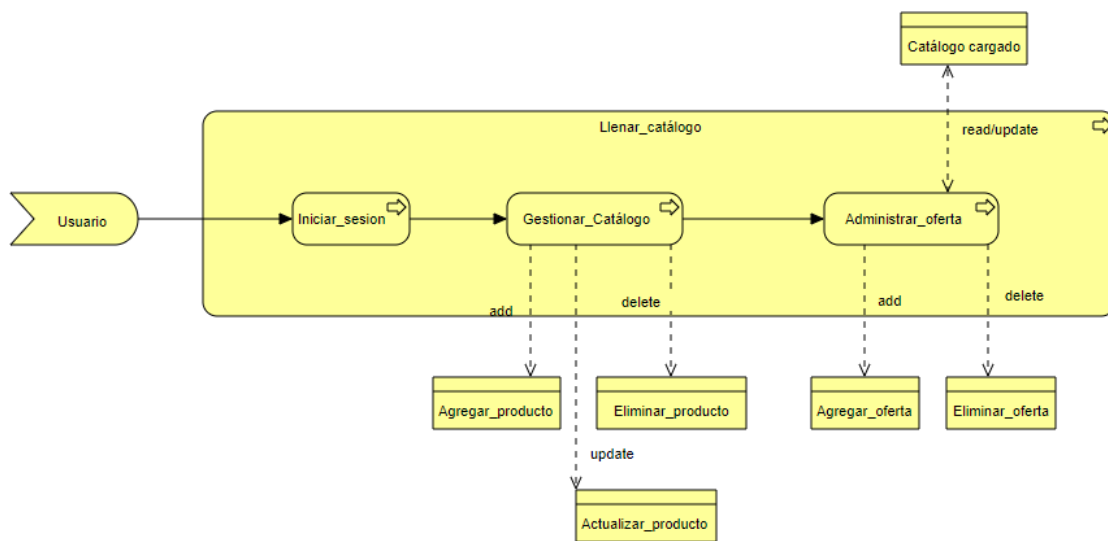 Catálogo cargado
Llenar_catálogo
read/update
Usuario
Iniciar_sesion
Gestionar_Catálogo
Administrar_oferta
add
delete
add
delete
Agregar_producto
Eliminar_producto
Agregar_oferta
Eliminar_oferta
update
Actualizar_producto